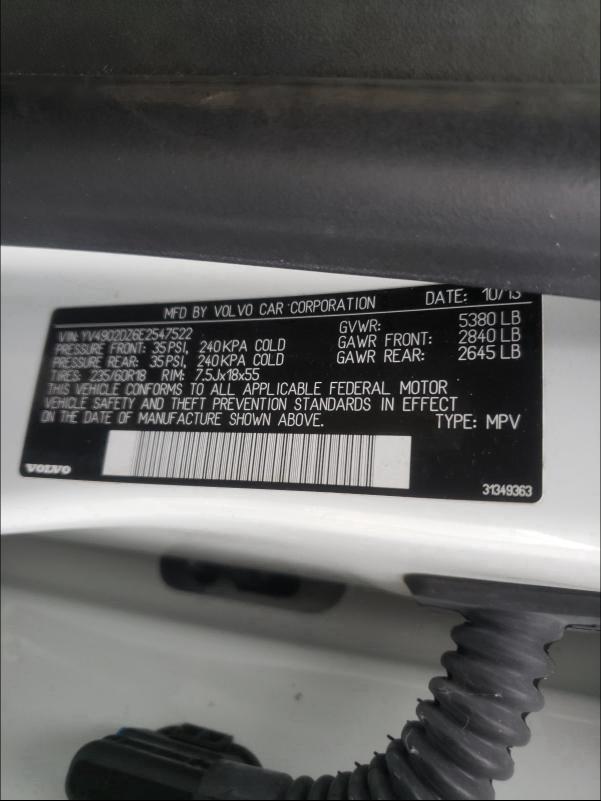 MFD BY VOLVO CAR CORPORATION DATE: 10/13
VIN: YV4902DZ6E2547522 GVWR: 5380 LB
PRESSURE FRONT: 35 PSI, 240 KPA COLD GAWR FRONT: 2840 LB
PRESSURE REAR: 35 PSI, 240 KPA COLD GAWR REAR: 2645 LB
TIRES: 235/60R18 RIM: 7.5Jx18x55
THIS VEHICLE CONFORMS TO ALL APPLICABLE FEDERAL MOTOR
VEHICLE SAFETY AND THEFT PREVENTION STANDARDS IN EFFECT
ON THE DATE OF MANUFACTURE SHOWN ABOVE. TYPE: MPV
VOLVO 31349363